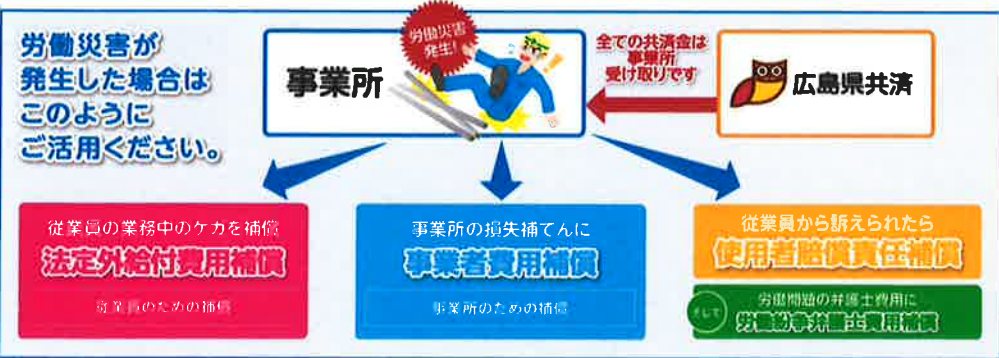 労働災害が
発生した場合は
このように
ご活用ください。
事業所
労働災害
発生!
全ての共済金は
事業所
受け取りです
広島県共済
従業員の業務中のケガを補償
法定外給付費用補償
従業員のための補償
事業所の損失補てんに
事業者費用補償
事業所のための補償
従業員から訴えられたら
使用者賠償責任補償
そして
労働問題の弁護士費用に
労働紛争弁護士費用補償